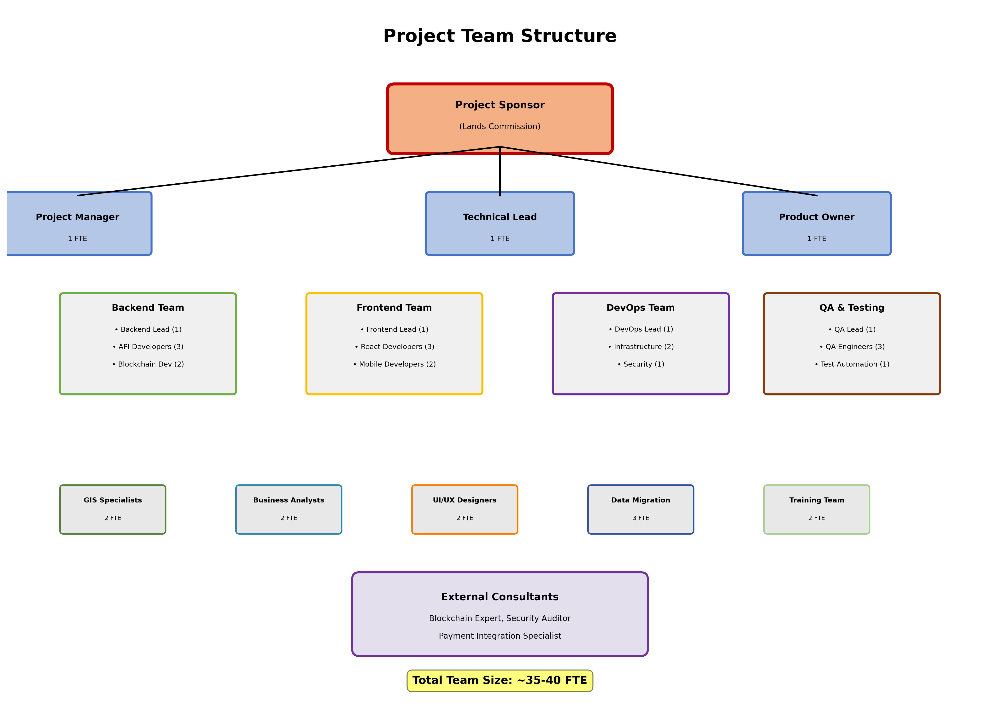 Project Team Structure
Project Sponsor
(Lands Commission)
Project Manager
1 FTE
Technical Lead
1 FTE
Product Owner
1 FTE
Backend Team
• Backend Lead (1)
• API Developers (3)
• Blockchain Dev (2)
Frontend Team
• Frontend Lead (1)
• React Developers (3)
• Mobile Developers (2)
DevOps Team
• DevOps Lead (1)
• Infrastructure (2)
• Security (1)
QA & Testing
• QA Lead (1)
• QA Engineers (3)
• Test Automation (1)
GIS Specialists
2 FTE
Business Analysts
2 FTE
UI/UX Designers
2 FTE
Data Migration
3 FTE
Training Team
2 FTE
External Consultants
Blockchain Expert, Security Auditor
Payment Integration Specialist
Total Team Size: ~35-40 FTE